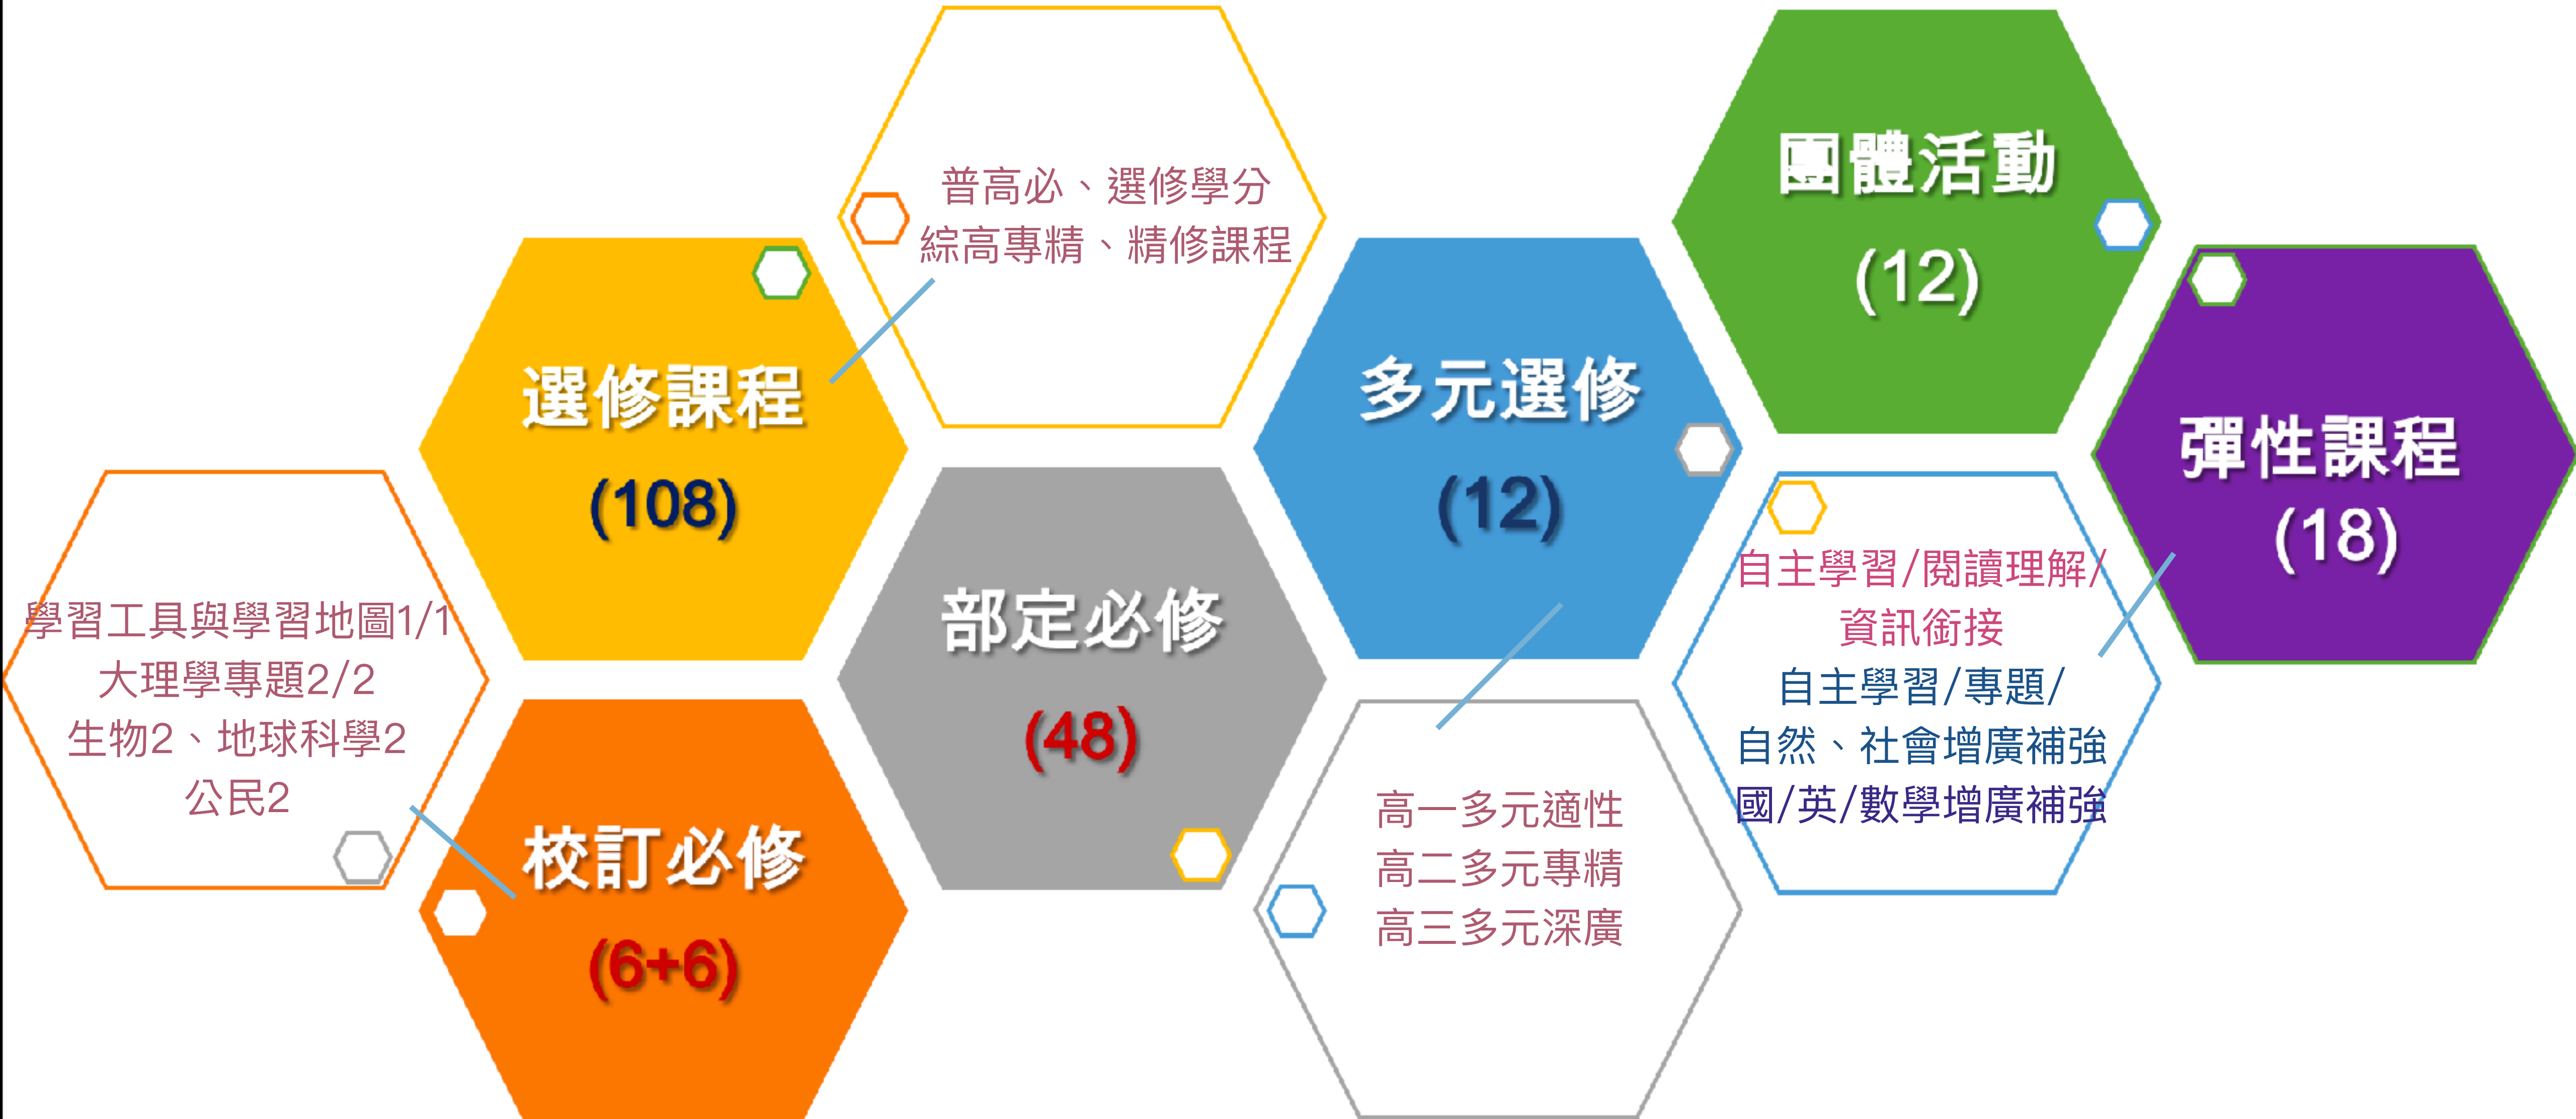 學習工具與學習地圖1/1
大理學專題2/2
生物2、地球科學2
公民2
選修課程
(108)
校訂必修
(6+6)
普高必、選修學分
綜高專精、精修課程
部定必修
(48)
多元選修
(12)
高一多元適性
高二多元專精
高三多元深廣
團體活動
(12)
自主學習/閱讀理解/
資訊銜接
自主學習/專題/
自然、社會增廣補強
國/英/數學增廣補強
彈性課程
(18)